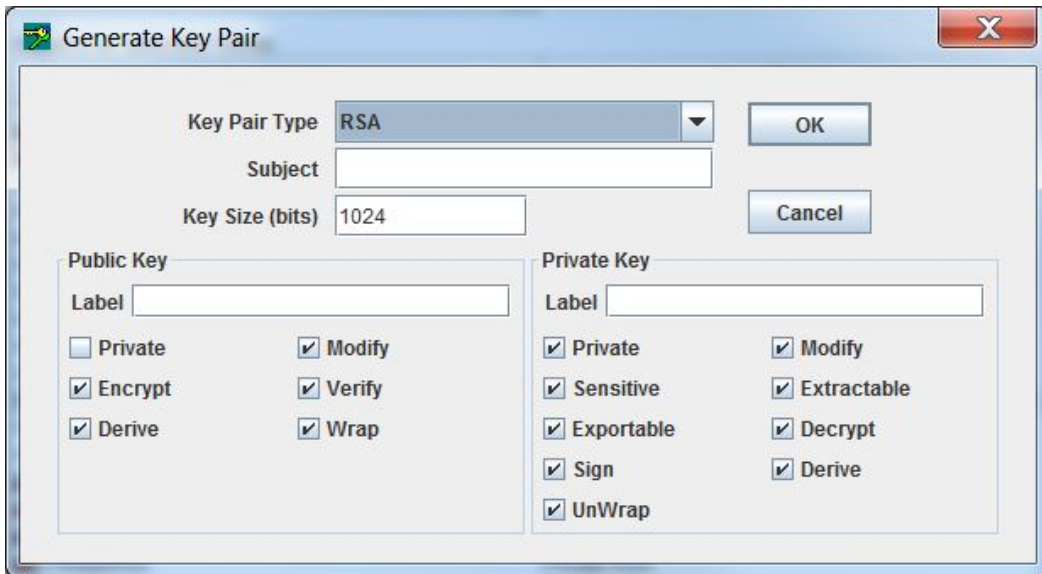 Generate Key Pair
Key Pair Type RSA
OK
Subject
Key Size (bits) 1024
Cancel
Public Key
Label
Private Modify
Encrypt Verify
Derive Wrap
Private Key
Label
Private Modify
Sensitive Extractable
Exportable Decrypt
Sign Derive
UnWrap